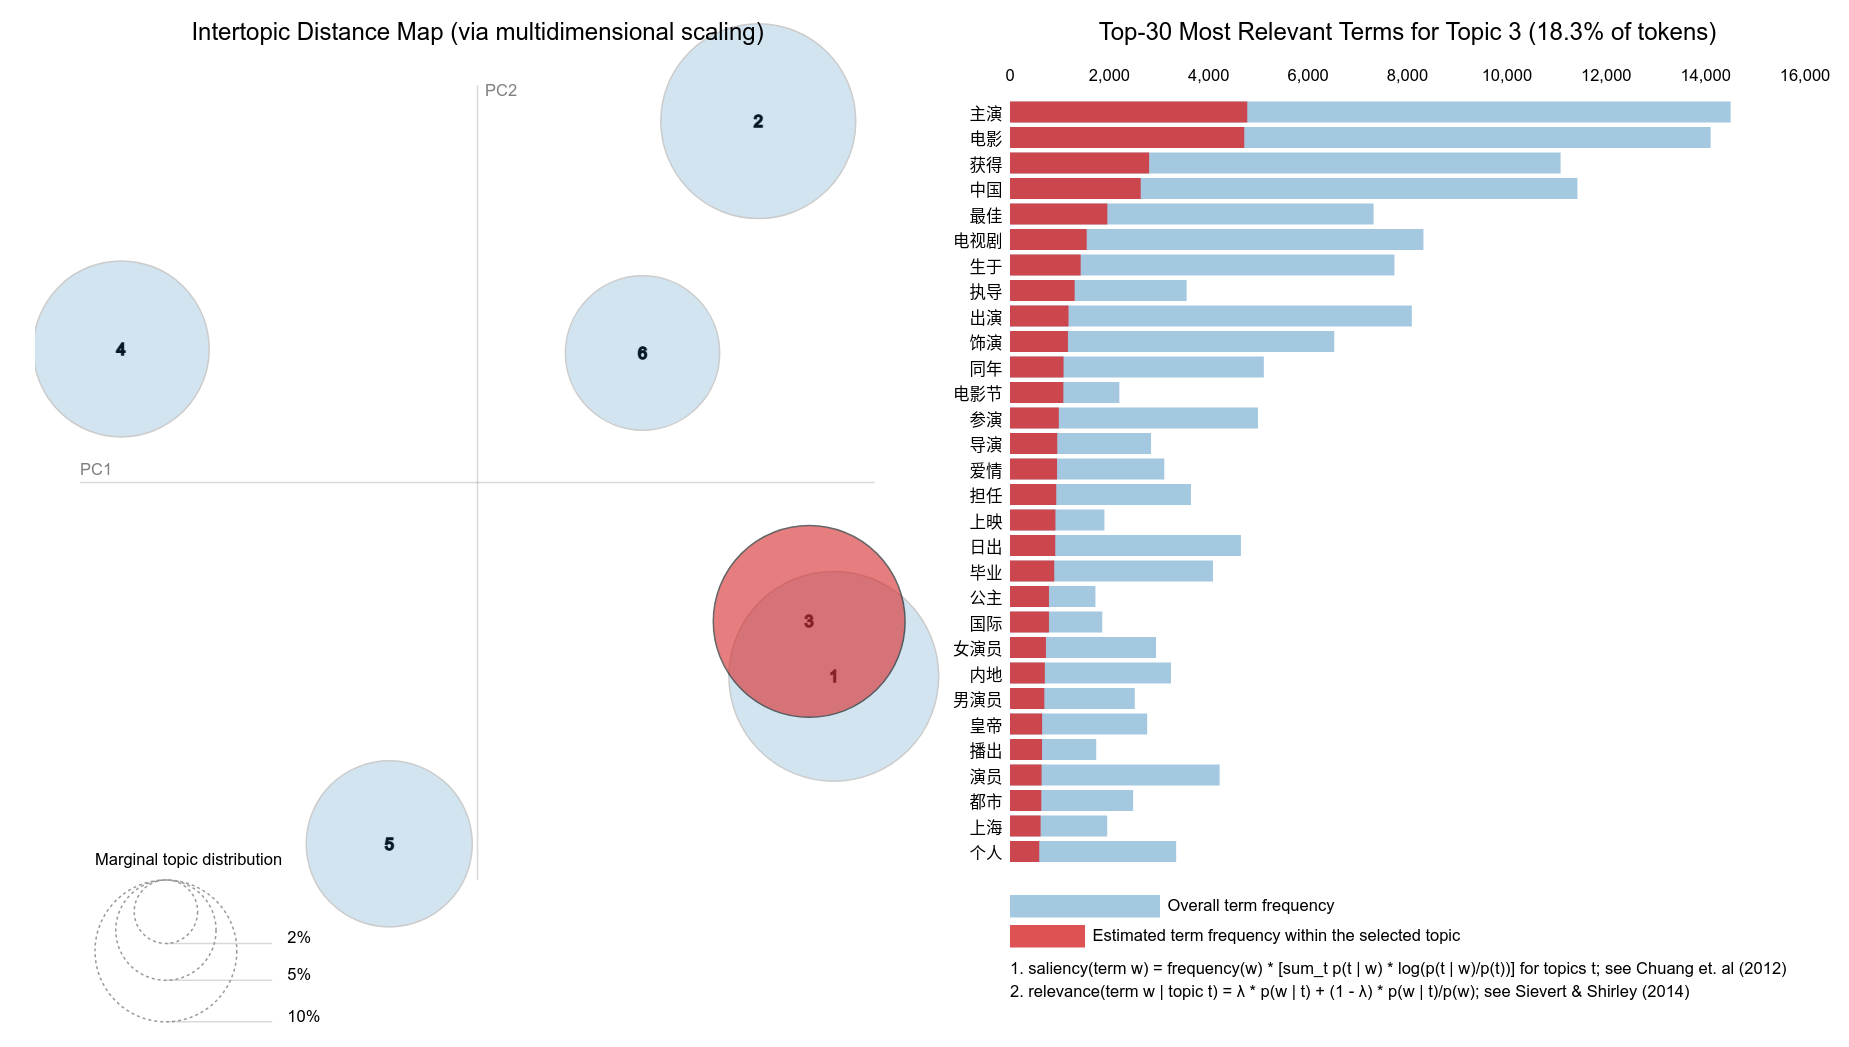 Intertopic Distance Map (via multidimensional scaling)
PC2
PC1
2
4
6
3
1
5
Marginal topic distribution
2%
5%
10%
Top-30 Most Relevant Terms for Topic 3 (18.3% of tokens)
0 2,000 4,000 6,000 8,000 10,000 12,000 14,000 16,000
主演
电影
获得
中国
最佳
电视剧
生于
执导
出演
饰演
同年
电影节
参演
导演
爱情
担任
上映
日出
毕业
公主
国际
女演员
内地
男演员
皇帝
播出
演员
都市
上海
个人
Overall term frequency
Estimated term frequency within the selected topic
1. saliency(term w) = frequency(w) * [sum_t p(t | w) * log(p(t | w)/p(t))] for topics t; see Chuang et. al (2012)
2. relevance(term w | topic t) = λ * p(w | t) + (1 - λ) * p(w | t)/p(w); see Sievert & Shirley (2014)